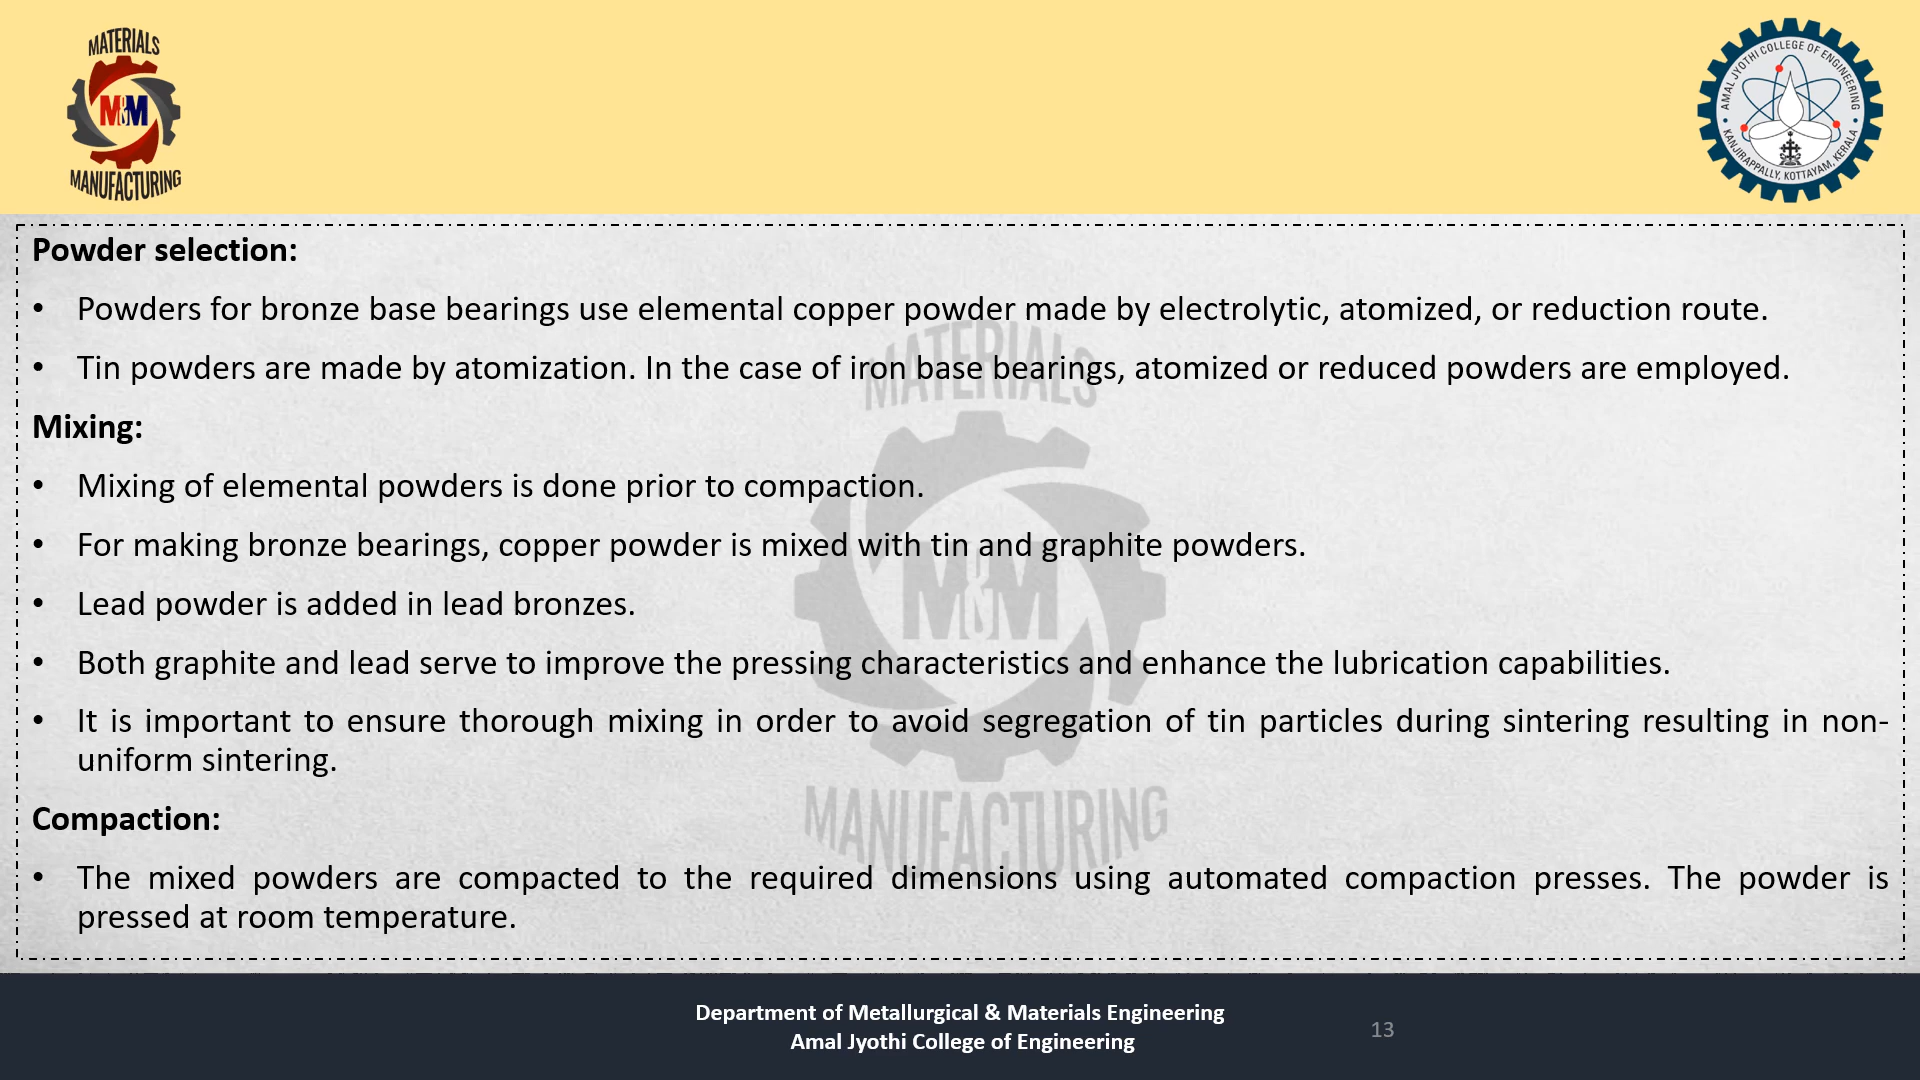 MATERIALS
M&M
MANUFACTURING
AMAL JYOTHI COLLEGE OF ENGINEERING
KANJIRAPPALLY, KOTTAYAM, KERALA
Powder selection:
• Powders for bronze base bearings use elemental copper powder made by electrolytic, atomized, or reduction route.
• Tin powders are made by atomization. In the case of iron base bearings, atomized or reduced powders are employed.
Mixing:
• Mixing of elemental powders is done prior to compaction.
• For making bronze bearings, copper powder is mixed with tin and graphite powders.
• Lead powder is added in lead bronzes.
• Both graphite and lead serve to improve the pressing characteristics and enhance the lubrication capabilities.
• It is important to ensure thorough mixing in order to avoid segregation of tin particles during sintering resulting in non-
uniform sintering.
Compaction:
• The mixed powders are compacted to the required dimensions using automated compaction presses. The powder is
pressed at room temperature.
MATERIALS
M&M
MANUFACTURING
Department of Metallurgical & Materials Engineering
Amal Jyothi College of Engineering
13